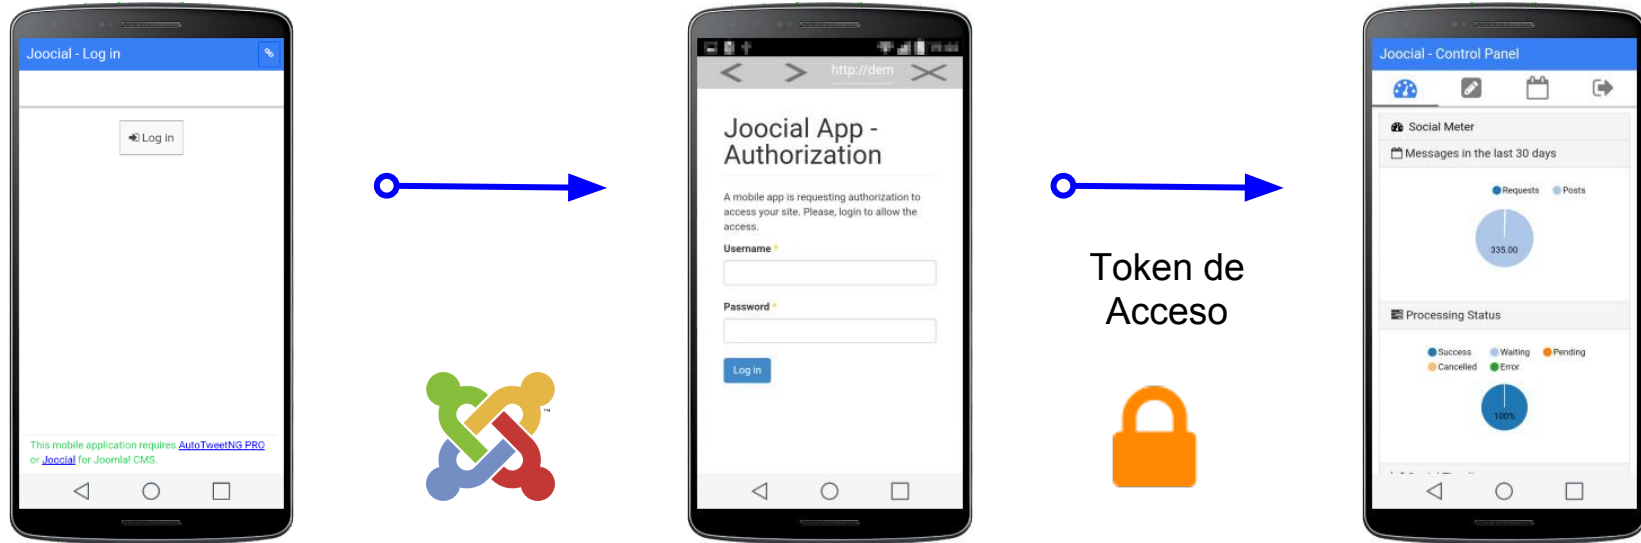 Joocial - Log in
Log in
This mobile application requires AutoTweetNG PRO
or Joocial for Joomla! CMS.
http://dem
Joocial App -
Authorization
A mobile app is requesting authorization to
access your site. Please, login to allow the
access.
Username *
Password *
Log in
™
Token de
Acceso
Joocial - Control Panel
Social Meter
Messages in the last 30 days
Requests Posts
335.00
Processing Status
Success Waiting Pending
Cancelled Error
100%